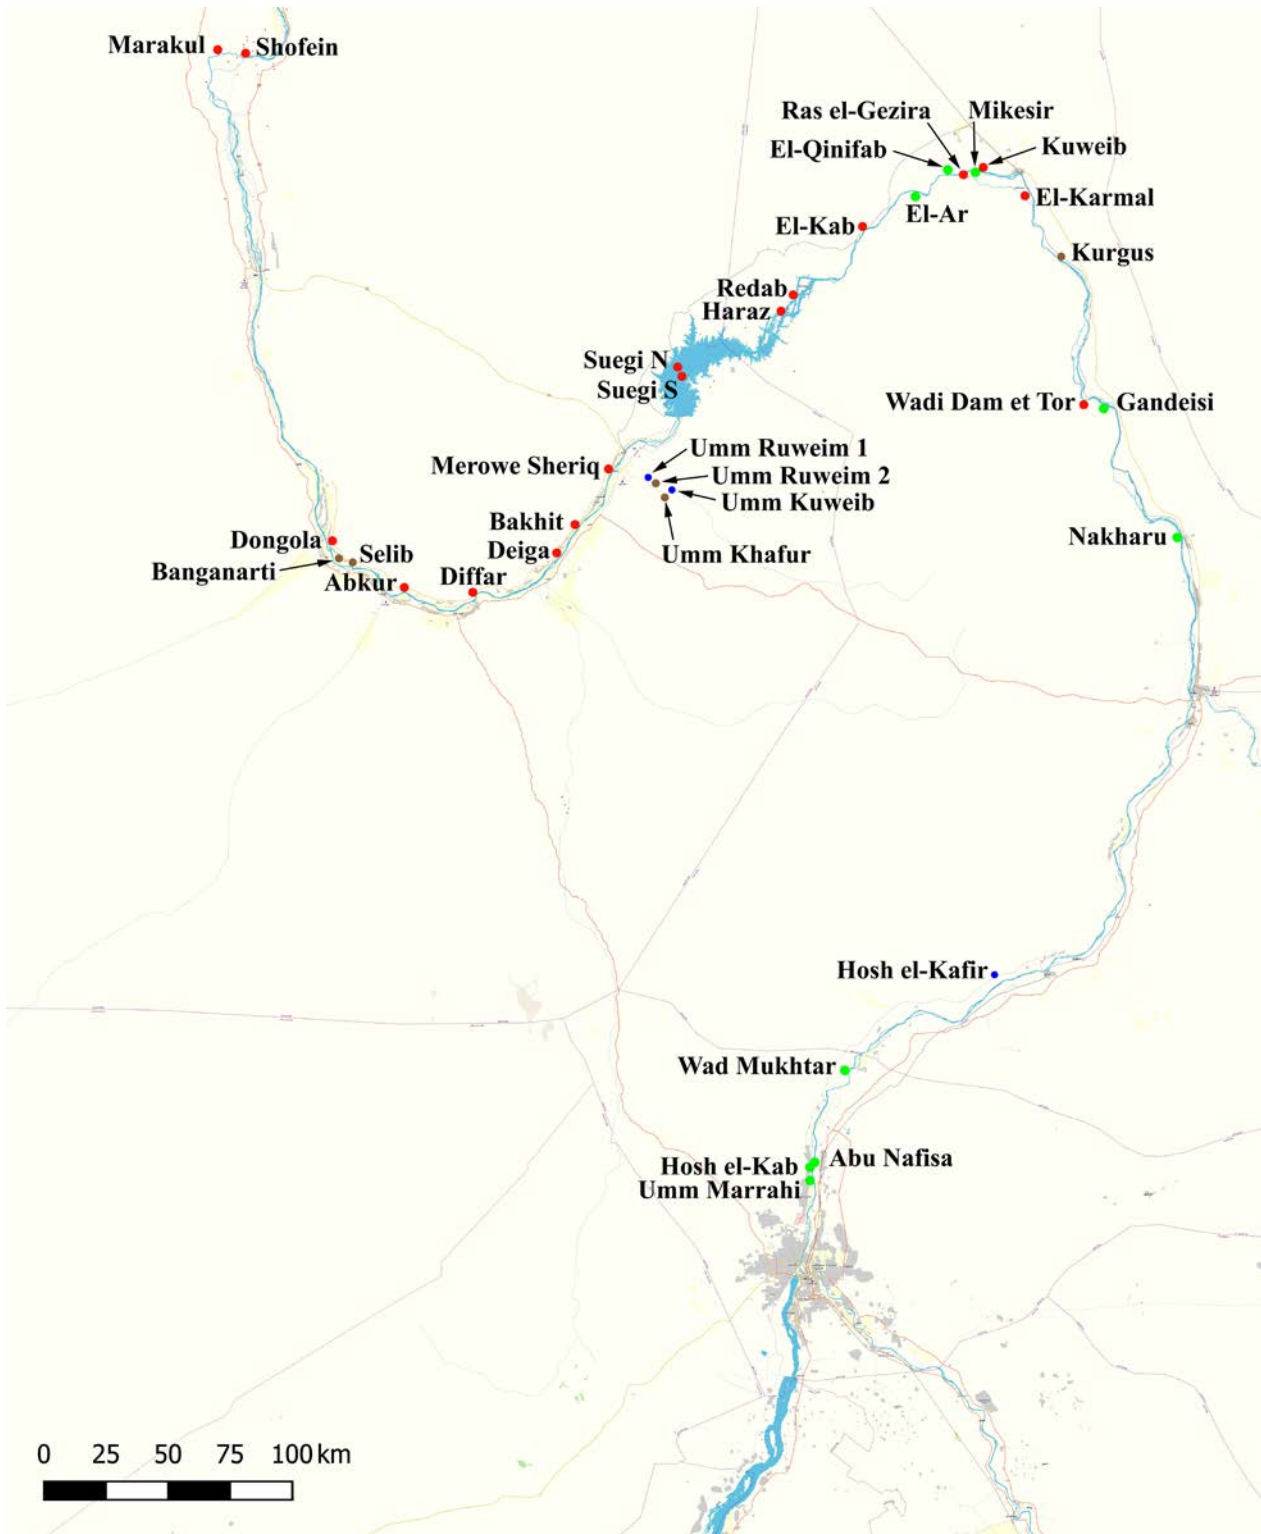 Marakul
Shofein
Ras el-Gezira
Mikesir
El-Qinifab
Kuweib
El-Ar
El-Karmal
El-Kab
Kurgus
Redab
Haraz
Suegi N
Suegi S
Wadi Dam et Tor
Gandeisi
Merowe Sheriq
Umm Ruweim 1
Umm Ruweim 2
Umm Kuweib
Umm Khafur
Bakhit
Deiga
Nakharu
Dongola
Selib
Banganarti
Abkur
Diffar
Hosh el-Kafir
Wad Mukhtar
Abu Nafisa
Hosh el-Kab
Umm Marrahi
0 25 50 75 100 km